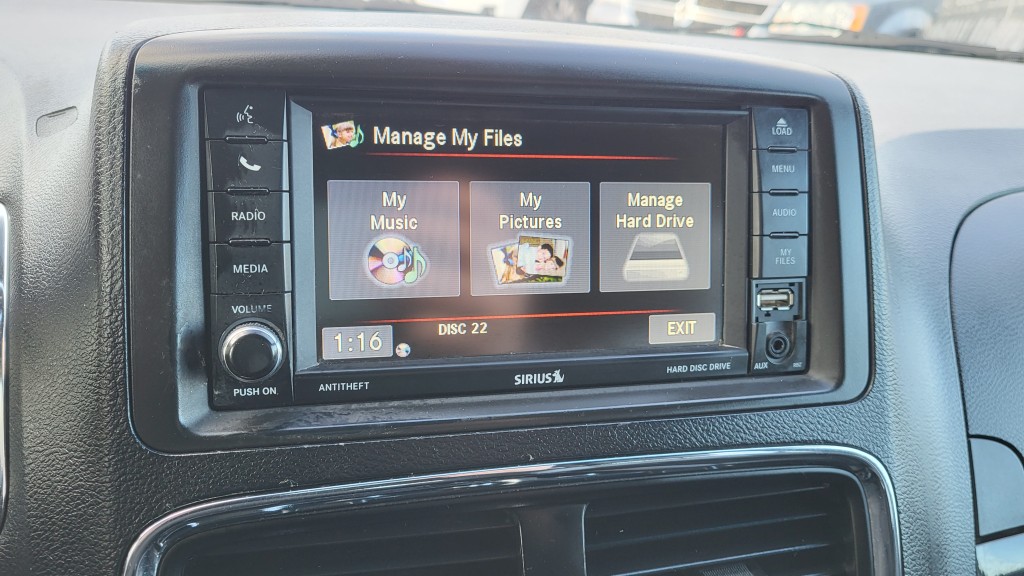 Manage My Files
My
Music
My
Pictures
Manage
Hard Drive
1:16
DISC 22
EXIT
RADIO
MEDIA
VOLUME
PUSH ON
ANTITHEFT
SIRIUS
HARD DISC DRIVE
LOAD
MENU
AUDIO
MY
FILES
AUX